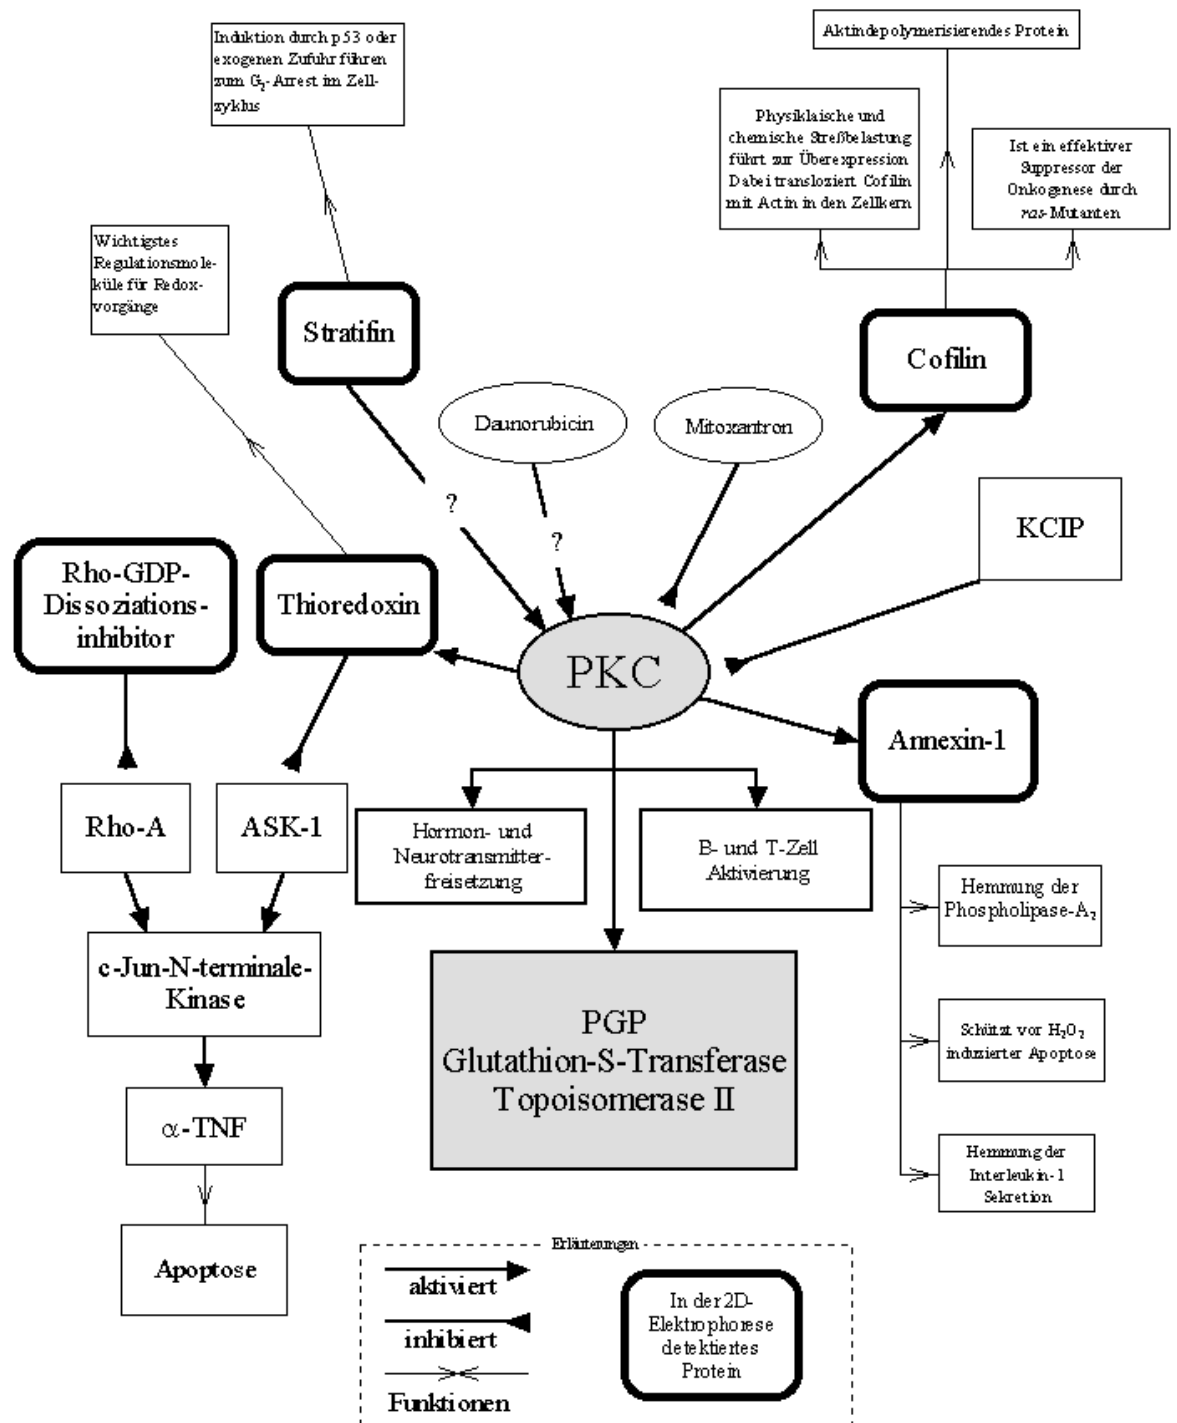 Induktion durch p53 oder
exogenen Zufuhr führen
zum G₂-Arrest im Zell-
zyklus
Aktindepolymerisierendes Protein
Physiklaische und
chemische Streßbelastung
führt zur Überexpression
Dabei transloziert Cofilin
mit Actin in den Zellkern
Ist ein effektiver
Suppressor der
Onkogenese durch
ras-Mutanten
Wichtigstes
Regulationsmole-
küle für Redox-
vorgänge
Stratifin
Cofilin
Daunorubicin
Mitoxantron
?
?
KCIP
Rho-GDP-
Dissoziations-
inhibitor
Thioredoxin
PKC
Annexin-1
Rho-A
ASK-1
Hormon- und
Neurotransmitter-
freisetzung
B- und T-Zell
Aktivierung
Hemmung der
Phospholipase-A₂
c-Jun-N-terminale-
Kinase
PGP
Glutathion-S-Transferase
Topoisomerase II
Schützt vor H₂O₂
induzierter Apoptose
α-TNF
Hemmung der
Interleukin-1
Sekretion
Apoptose
Erläuterungen
aktiviert
inhibiert
Funktionen
In der 2D-
Elektrophorese
detektiertes
Protein